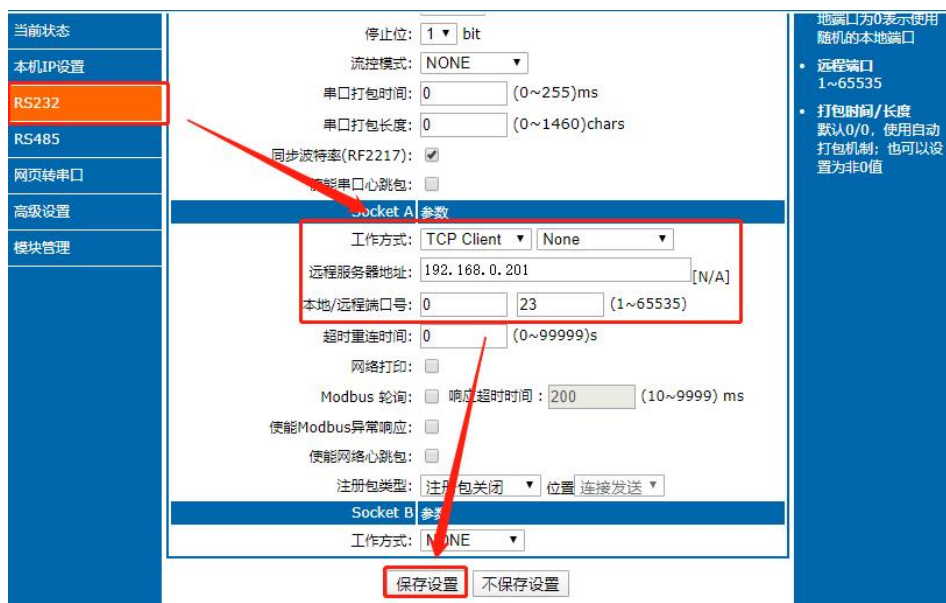 当前状态
本机IP设置
RS232
RS485
网页转串口
高级设置
模块管理
停止位: 1 bit
流控模式: NONE
串口打包时间: 0 (0~255)ms
串口打包长度: 0 (0~1460)chars
同步波特率(RF2217):
使能串口心跳包:
Socket A 参数
工作方式: TCP Client None
远程服务器地址: 192.168.0.201 [N/A]
本地/远程端口号: 0 23 (1~65535)
超时重连时间: 0 (0~99999)s
网络打印:
Modbus 轮询: 响应超时时间：200 (10~9999) ms
使能Modbus异常响应:
使能网络心跳包:
注册包类型: 注册包关闭 位置 连接发送
Socket B 参数
工作方式: NONE
保存设置 不保存设置
地端口为0表示使用
随机的本地端口
• 远程端口
1~65535
• 打包时间/长度
默认0/0，使用自动
打包机制；也可以设
置为非0值